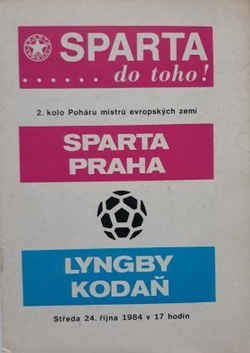 SPARTA
...... do toho!
2. kolo Poháru mistrů evropských zemí
SPARTA
PRAHA
LYNGBY
KODAŇ
Středa 24. října 1984 v 17 hodin